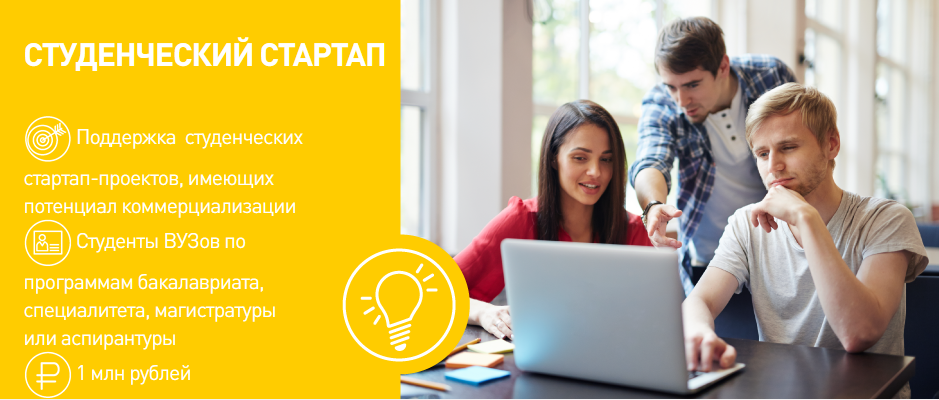 СТУДЕНЧЕСКИЙ СТАРТАП
Поддержка студенческих
стартап-проектов, имеющих
потенциал коммерциализации
Студенты ВУЗов по
программам бакалавриата,
специалитета, магистратуры
или аспирантуры
₽ 1 млн рублей